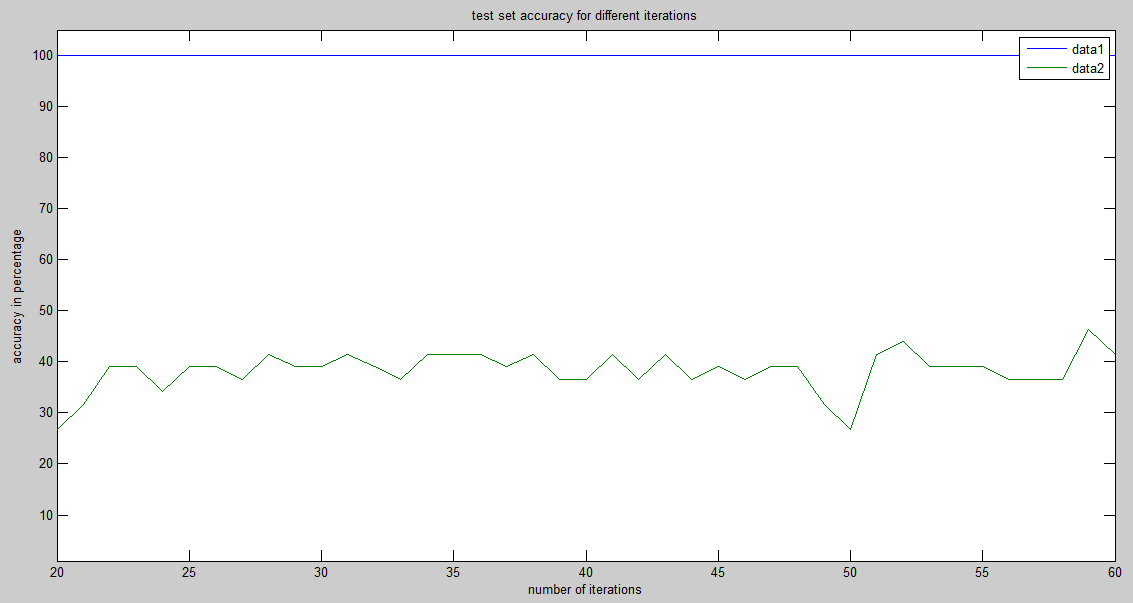 test set accuracy for different iterations
data1
data2
100
90
80
70
60
50
40
30
20
10
accuracy in percentage
20 25 30 35 40 45 50 55 60
number of iterations